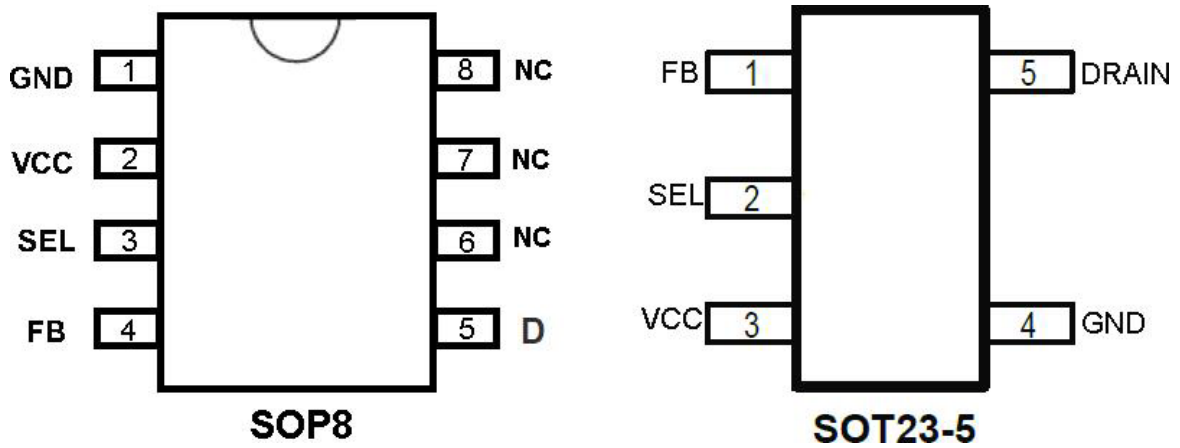 GND 1 8 NC
VCC 2 7 NC
SEL 3 6 NC
FB 4 5 D
SOP8
FB 1 5 DRAIN
SEL 2
VCC 3 4 GND
SOT23-5